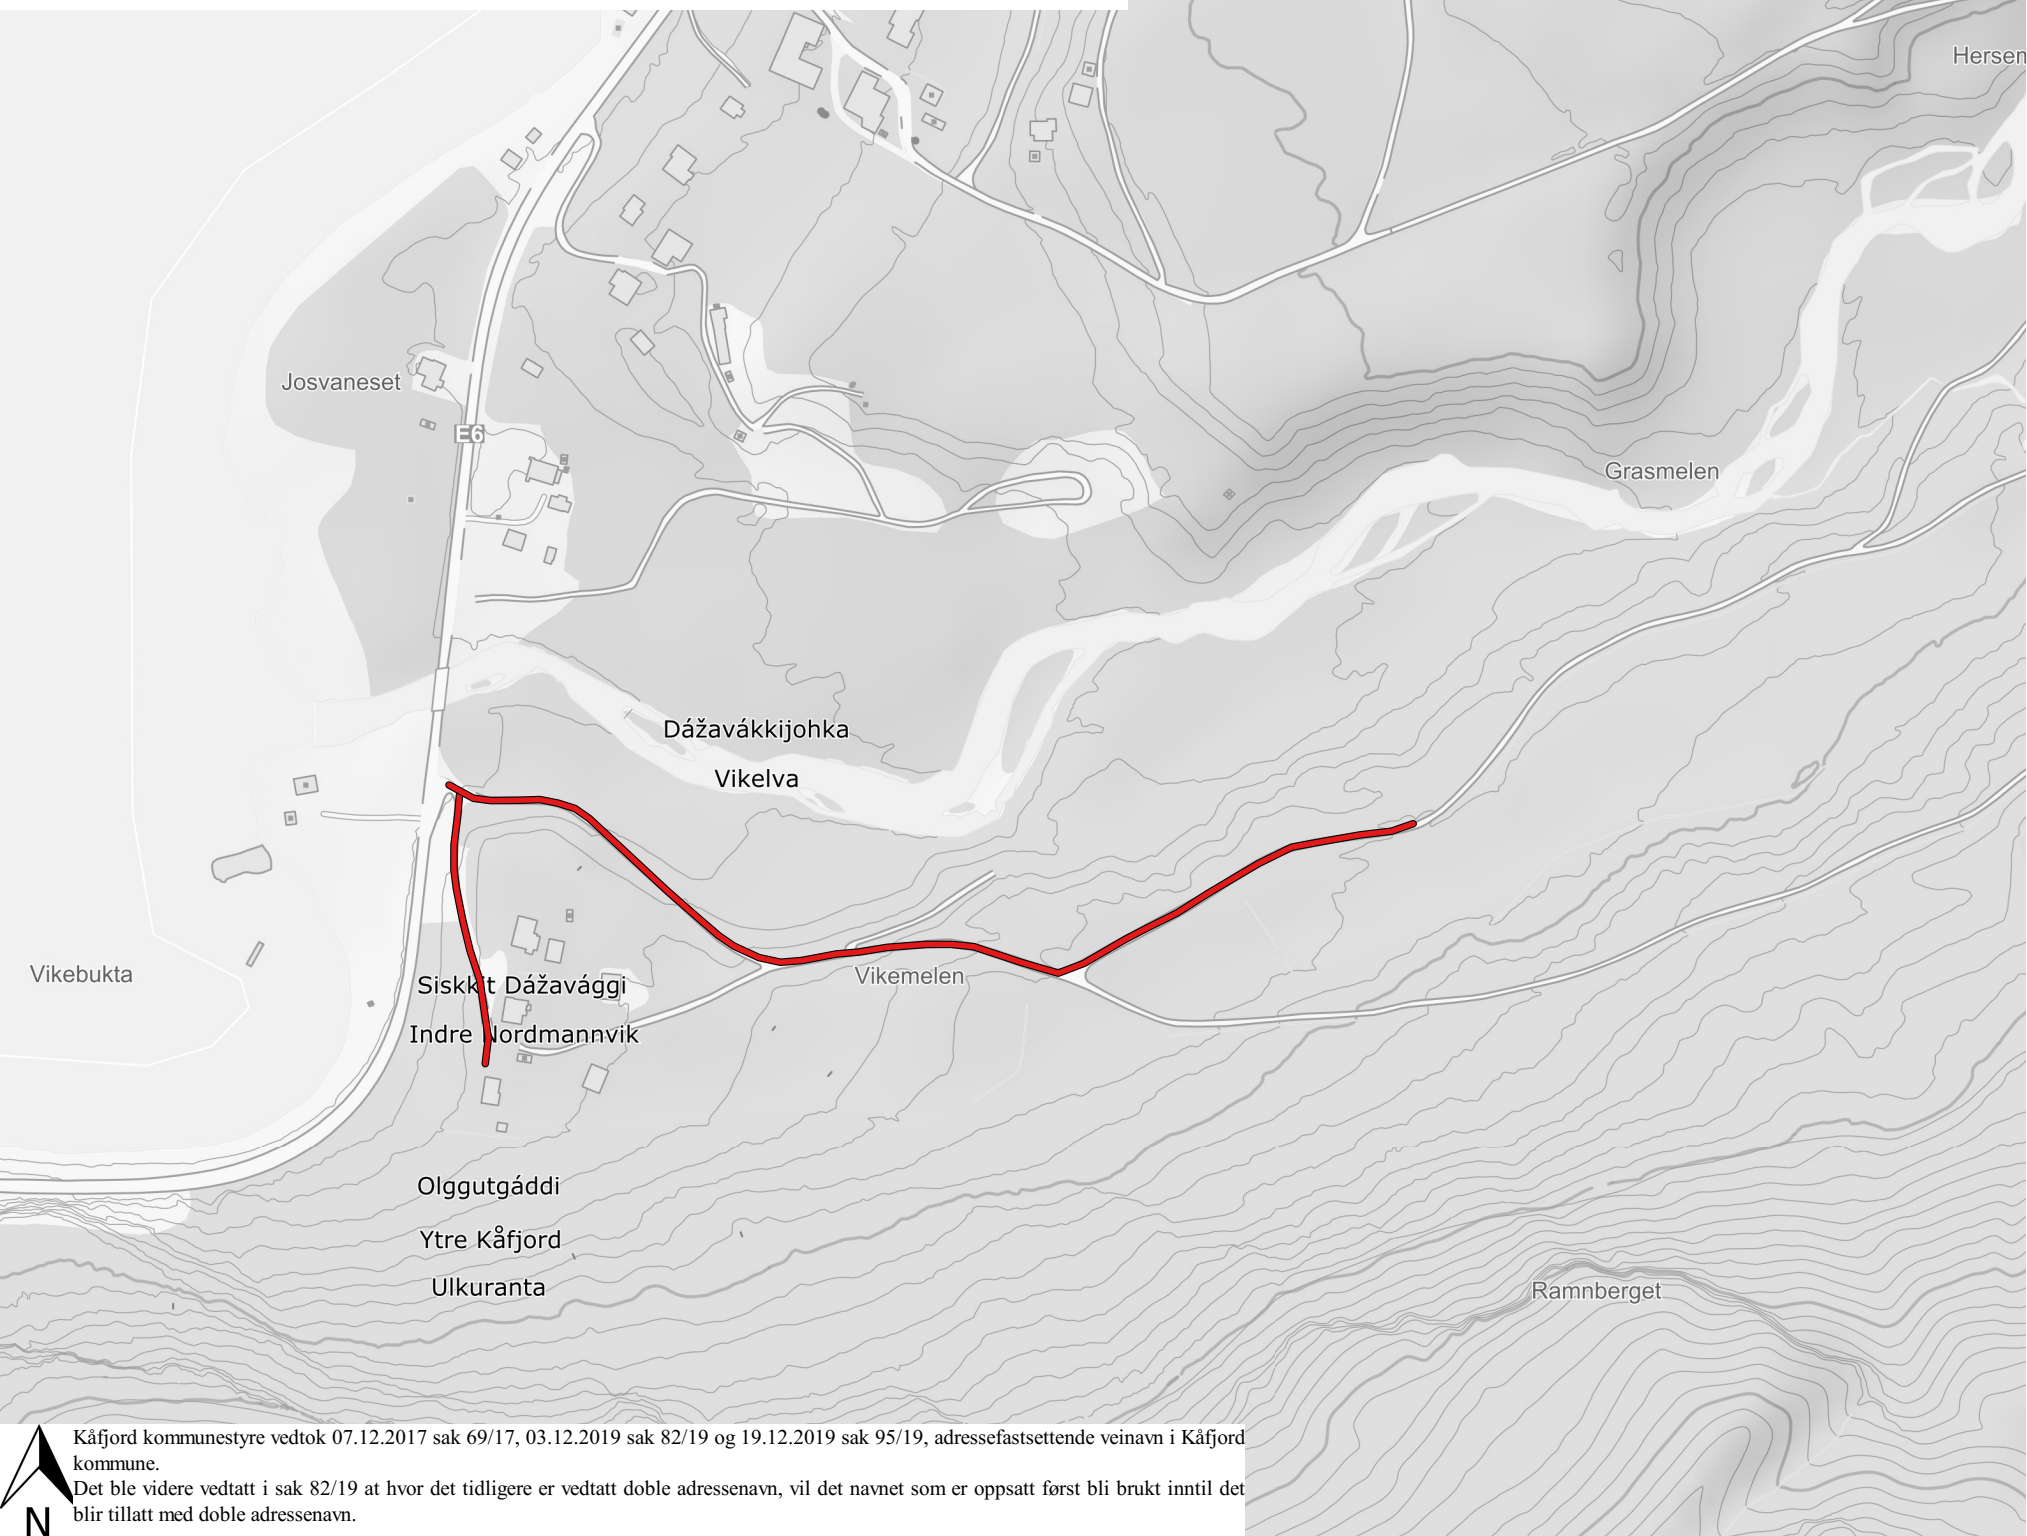 Hersen
Josvaneset
E6
Grasmelen
Dážavákkijohka
Vikelva
Vikebukta
Vikemelen
Siskkit Dážavággi
Indre Nordmannvik
Olggutgáddi
Ytre Kåfjord
Ulkuranta
Ramnberget
Kåfjord kommunestyre vedtok 07.12.2017 sak 69/17, 03.12.2019 sak 82/19 og 19.12.2019 sak 95/19, adressefastsettende veinavn i Kåfjord
kommune.
Det ble videre vedtatt i sak 82/19 at hvor det tidligere er vedtatt doble adressenavn, vil det navnet som er oppsatt først bli brukt inntil det
blir tillatt med doble adressenavn.
N